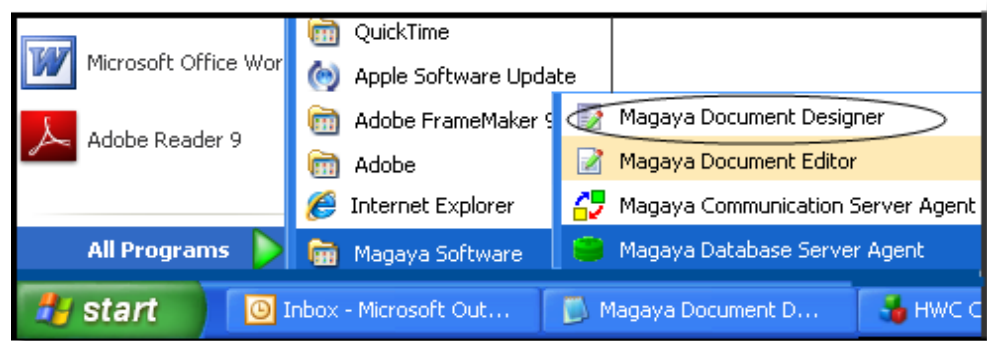 Microsoft Office Wor
Adobe Reader 9
All Programs
QuickTime
Apple Software Update
Adobe FrameMaker 9
Adobe
Internet Explorer
Magaya Software
Magaya Document Designer
Magaya Document Editor
Magaya Communication Server Agent
Magaya Database Server Agent
start
Inbox - Microsoft Out...
Magaya Document D...
HWC C